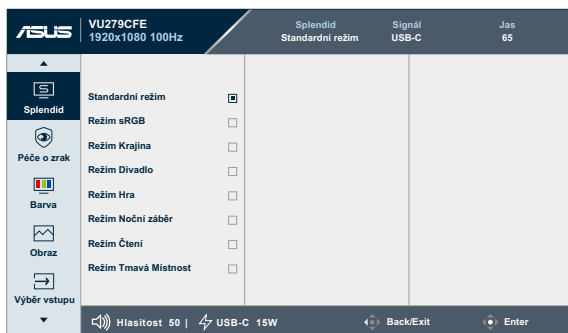 ASUS
VU279CFE
1920x1080 100Hz
Splendid
Standardní režim
Signál
USB-C
Jas
65
Splendid
Péče o zrak
Barva
Obraz
Výběr vstupu
Standardní režim
Režim sRGB
Režim Krajina
Režim Divadlo
Režim Hra
Režim Noční záběr
Režim Čtení
Režim Tmavá Místnost
Hlasitost 50 | USB-C 15W
Back/Exit
Enter